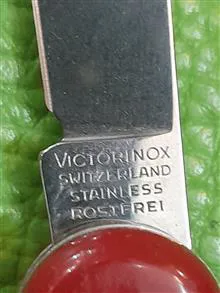 VICTORINOX
SWITZERLAND
STAINLESS
ROSTFREI